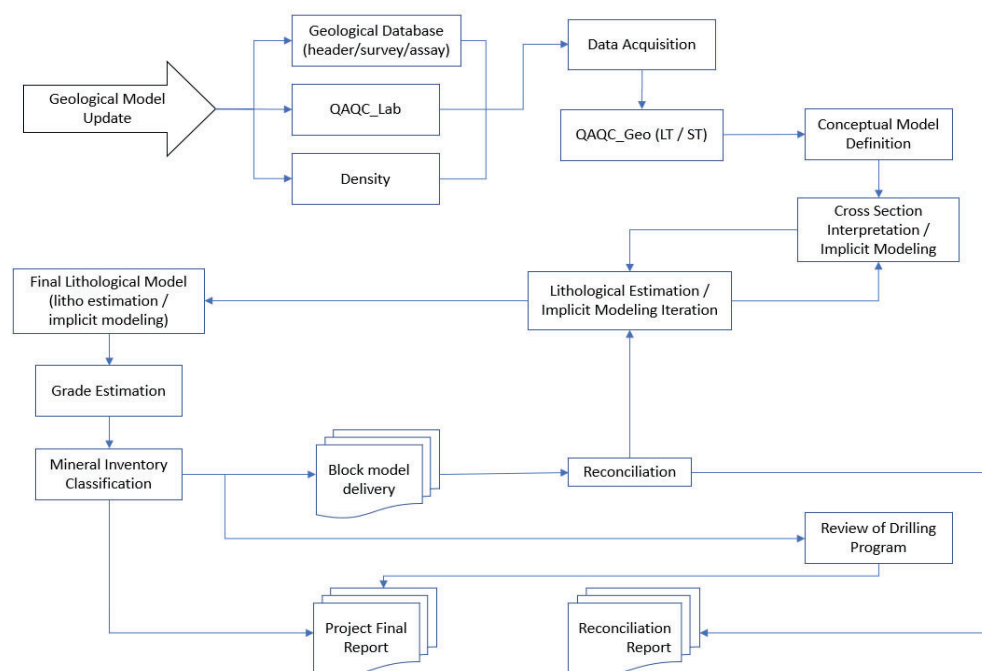 Geological Database
(header/survey/assay)
Data Acquisition
Geological Model
Update
QAQC_Lab
QAQC_Geo (LT / ST)
Conceptual Model
Definition
Density
Cross Section
Interpretation /
Implicit Modeling
Final Lithological Model
(litho estimation /
implicit modeling)
Lithological Estimation /
Implicit Modeling Iteration
Grade Estimation
Mineral Inventory
Classification
Block model
delivery
Reconciliation
Review of Drilling
Program
Project Final
Report
Reconciliation
Report